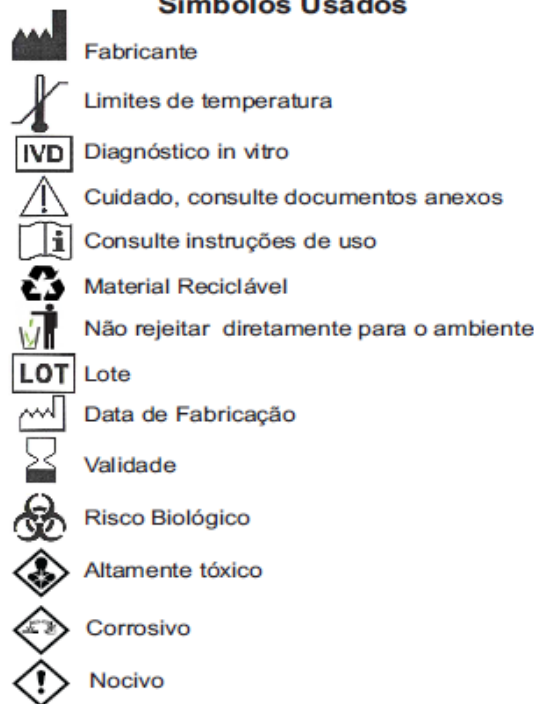 Símbolos Usados
Fabricante
Limites de temperatura
IVD Diagnóstico in vitro
Cuidado, consulte documentos anexos
i Consulte instruções de uso
Material Reciclável
Não rejeitar diretamente para o ambiente
LOT Lote
Data de Fabricação
Validade
Risco Biológico
Altamente tóxico
Corrosivo
Nocivo